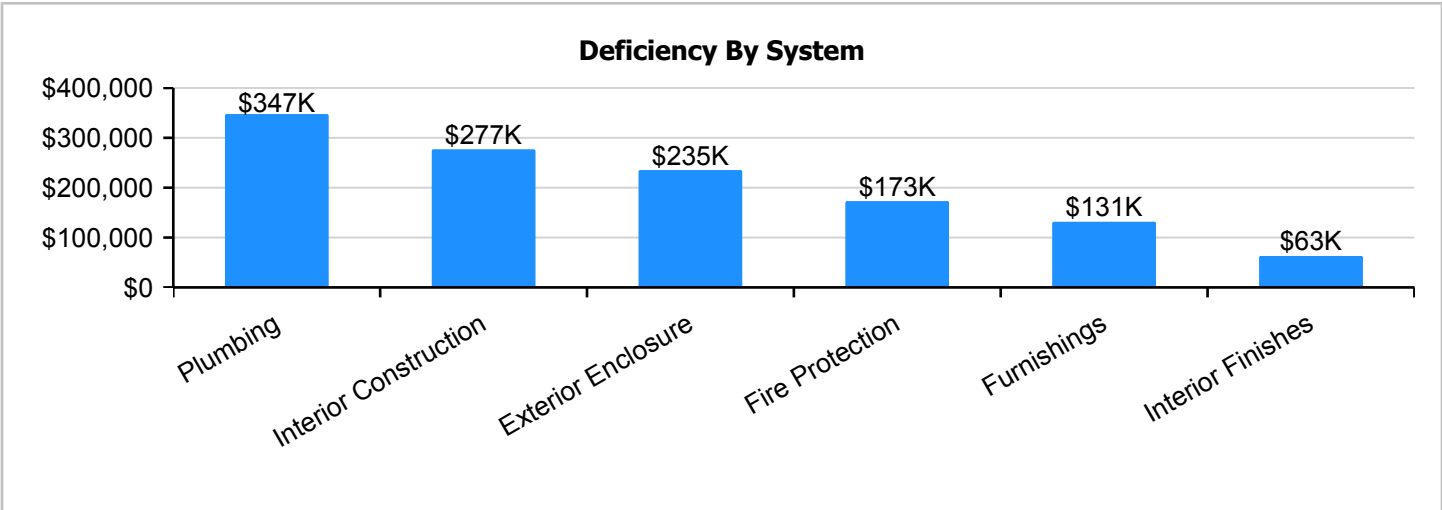 Deficiency By System
$400,000
$300,000
$200,000
$100,000
$0
$347K
$277K
$235K
$173K
$131K
$63K
Plumbing
Interior Construction
Exterior Enclosure
Fire Protection
Furnishings
Interior Finishes